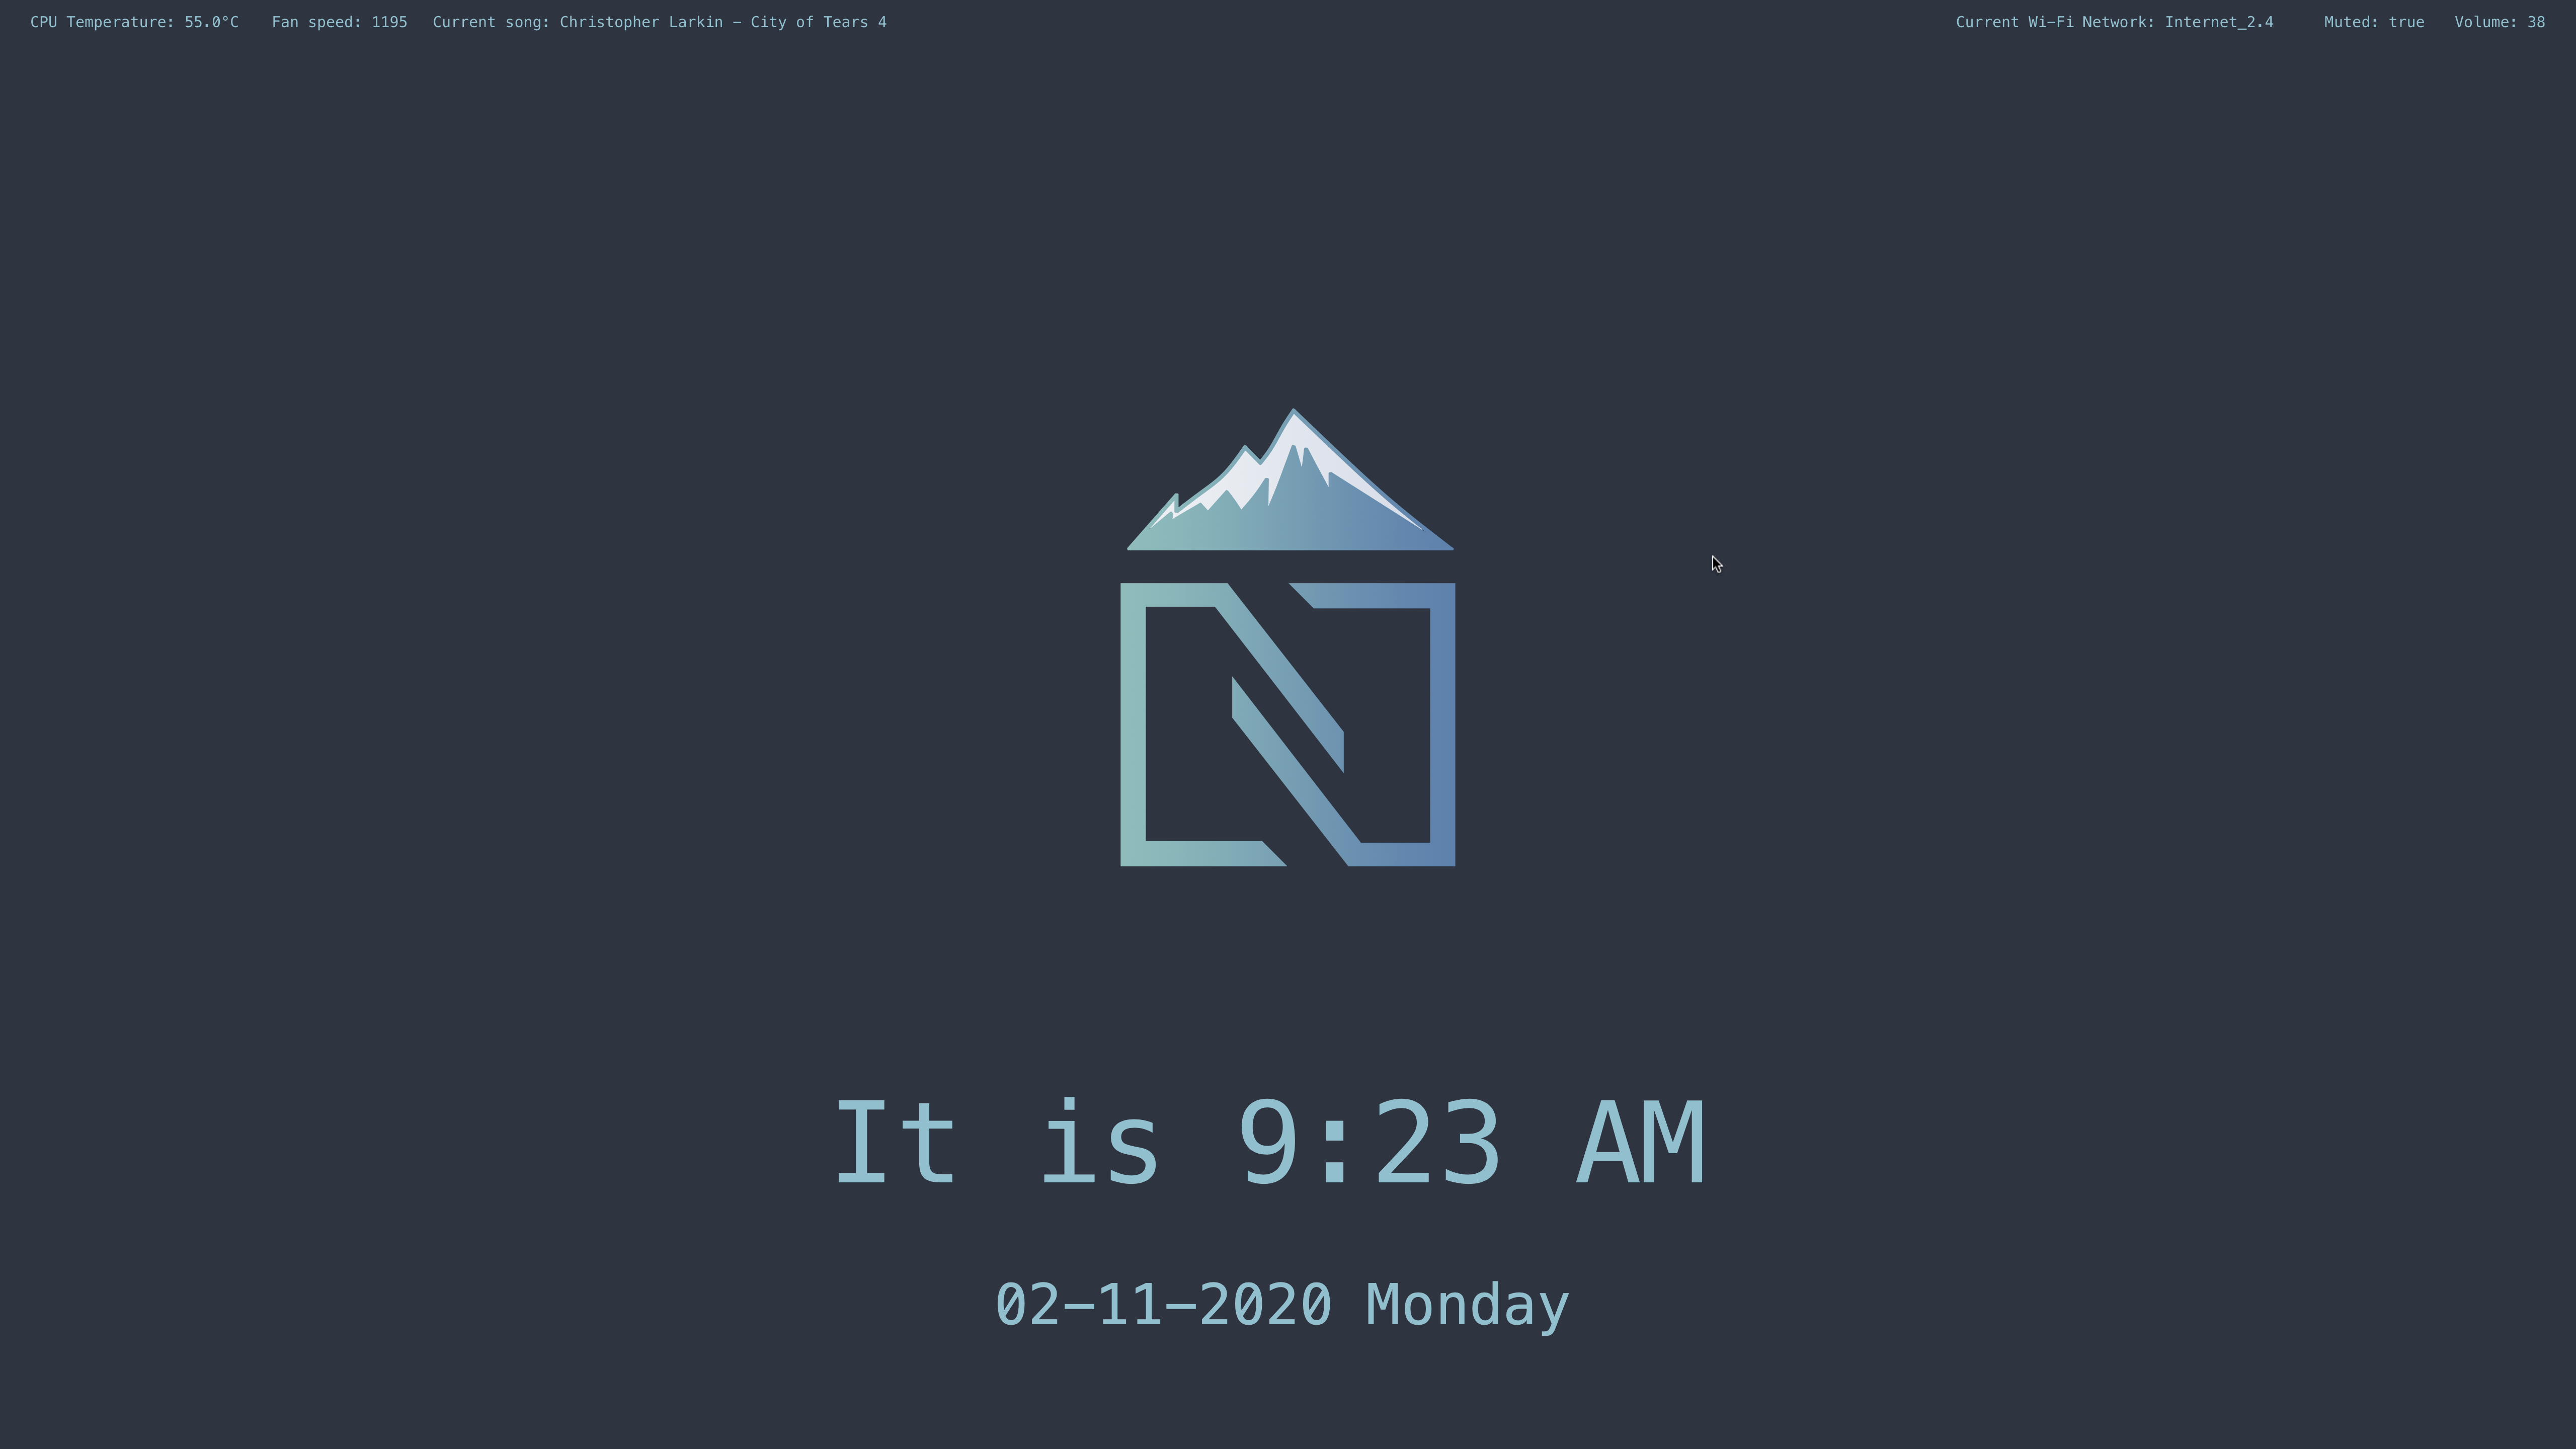 CPU Temperature: 55.0°C Fan speed: 1195 Current song: Christopher Larkin – City of Tears 4 Current Wi–Fi Network: Internet_2.4 Muted: true Volume: 38
N
It is 9:23 AM
02–11–2020 Monday